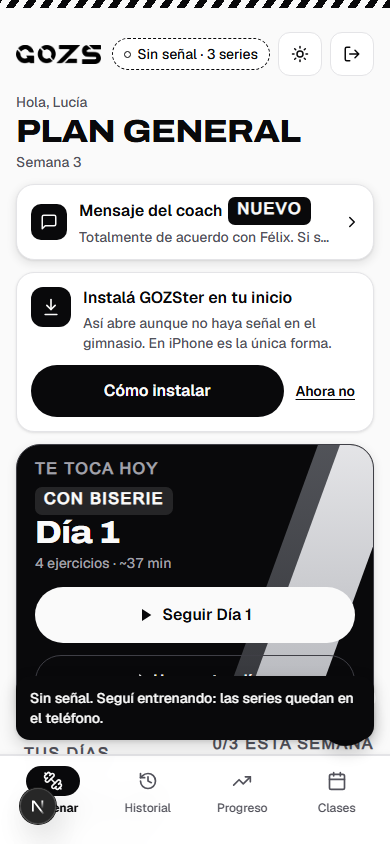 GOZS
Sin señal · 3 series
Hola, Lucía
PLAN GENERAL
Semana 3
Mensaje del coach NUEVO
Totalmente de acuerdo con Félix. Si s...
Instalá GOZSter en tu inicio
Así abre aunque no haya señal en el
gimnasio. En iPhone es la única forma.
Cómo instalar
Ahora no
TE TOCA HOY
CON BISERIE
Día 1
4 ejercicios · ~37 min
Seguir Día 1
Sin señal. Seguí entrenando: las series quedan en
el teléfono.
TUS DÍAS
0/3 ESTA SEMANA
N
enar
Historial
Progreso
Clases